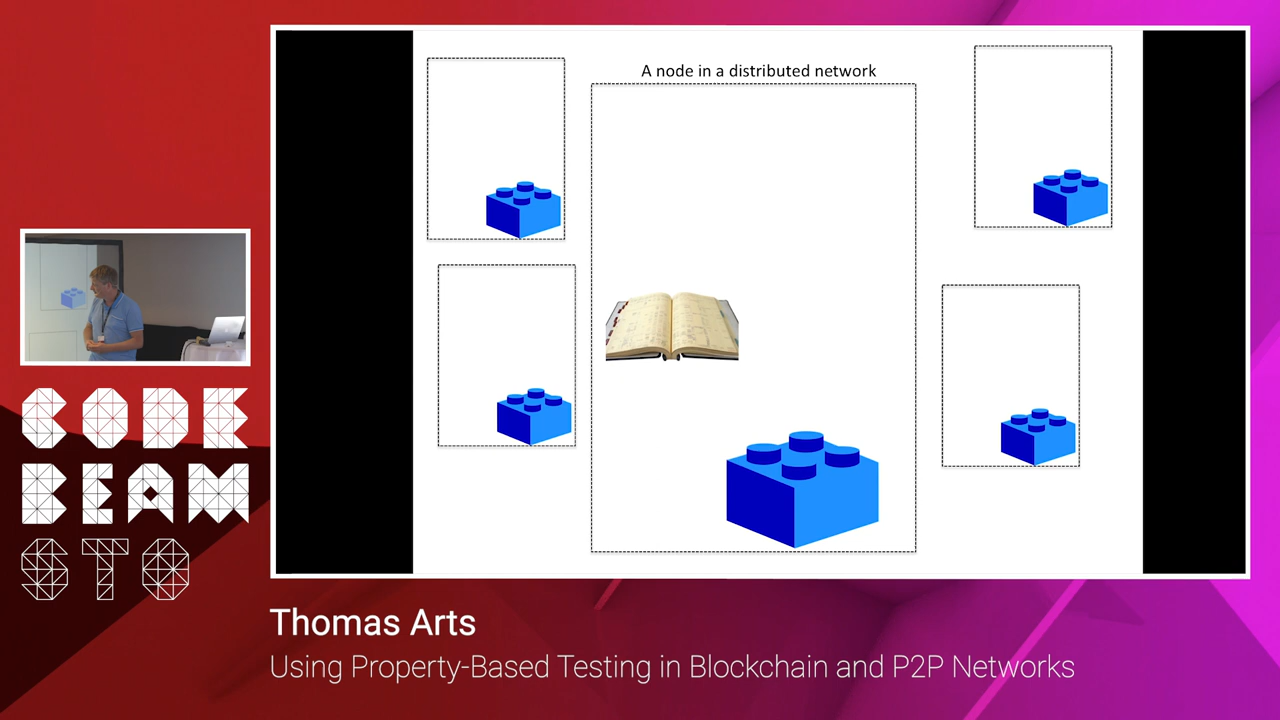 A node in a distributed network
CODE
BEAM
STO
Thomas Arts
Using Property-Based Testing in Blockchain and P2P Networks